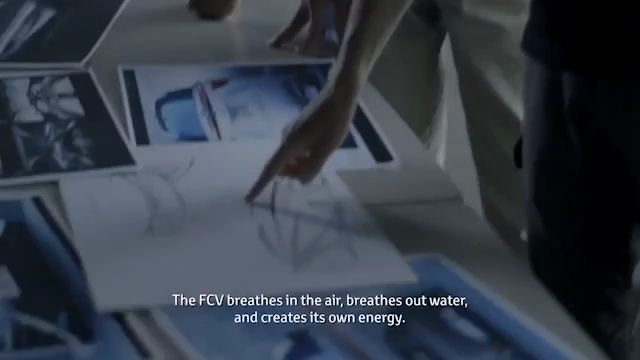 The FCV breathes in the air, breathes out water,
and creates its own energy.